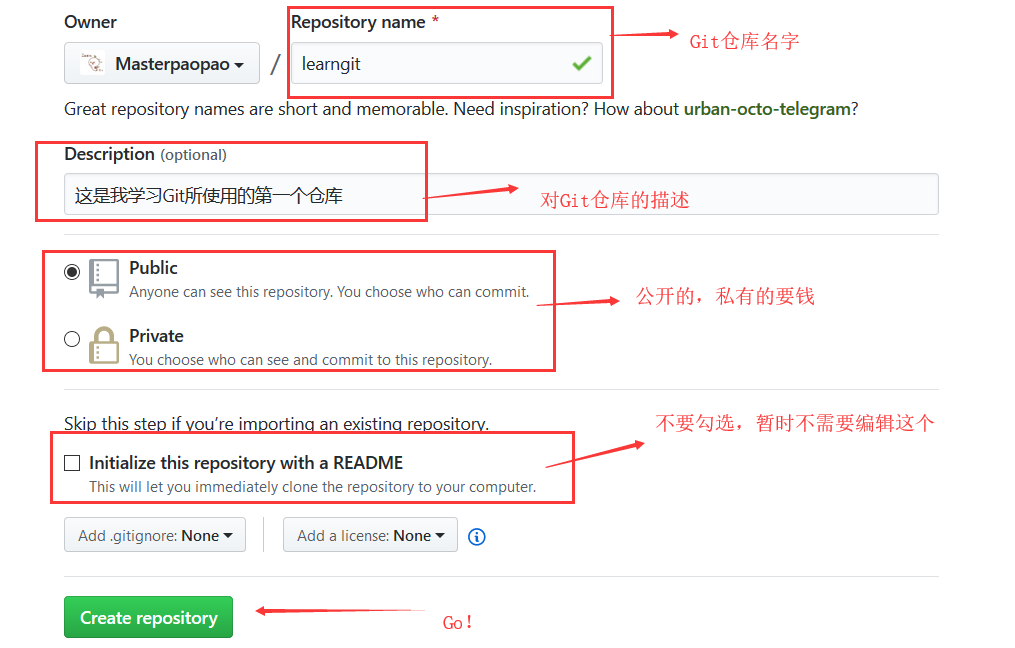 Owner
Repository name *
Masterpaopao
/
learngit
Git仓库名字
Great repository names are short and memorable. Need inspiration? How about urban-octo-telegram?
Description (optional)
这是我学习Git所使用的第一个仓库
对Git仓库的描述
Public
Anyone can see this repository. You choose who can commit.
公开的，私有的要钱
Private
You choose who can see and commit to this repository.
Skip this step if you’re importing an existing repository.
不要勾选，暂时不需要编辑这个
Initialize this repository with a README
This will let you immediately clone the repository to your computer.
Add .gitignore: None
Add a license: None
Create repository
Go！